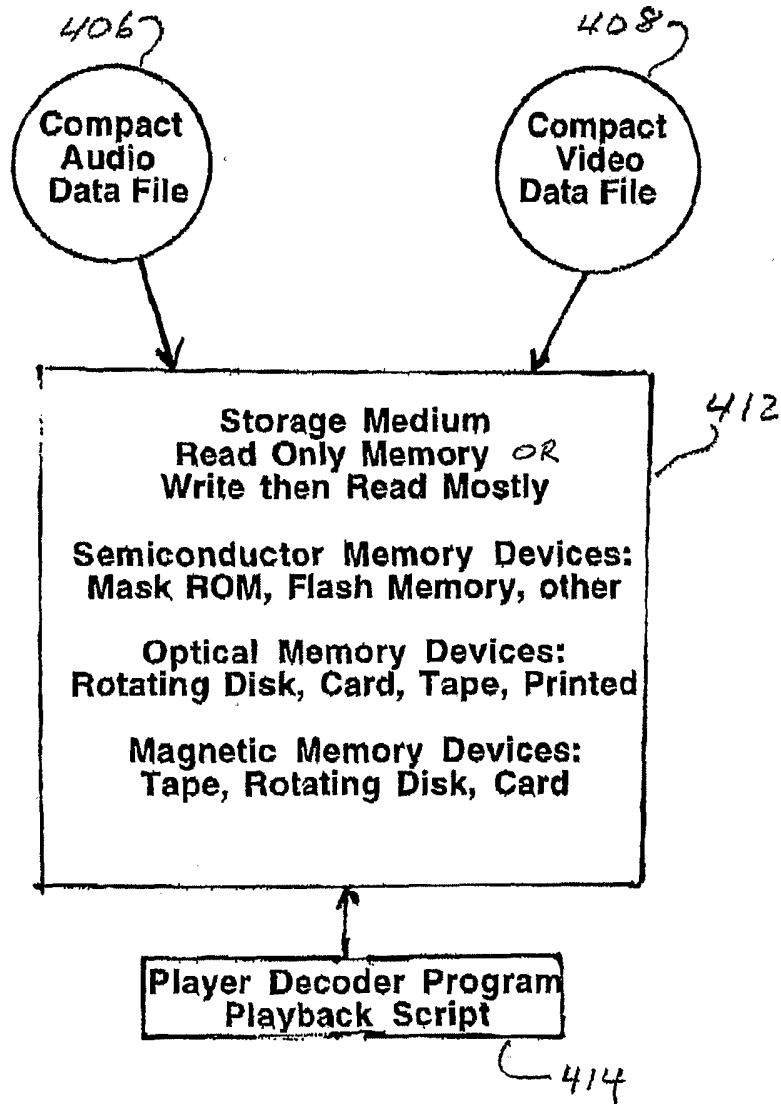 406
408
Compact
Audio
Data File
Compact
Video
Data File
412
Storage Medium
Read Only Memory OR
Write then Read Mostly
Semiconductor Memory Devices:
Mask ROM, Flash Memory, other
Optical Memory Devices:
Rotating Disk, Card, Tape, Printed
Magnetic Memory Devices:
Tape, Rotating Disk, Card
Player Decoder Program
Playback Script
414